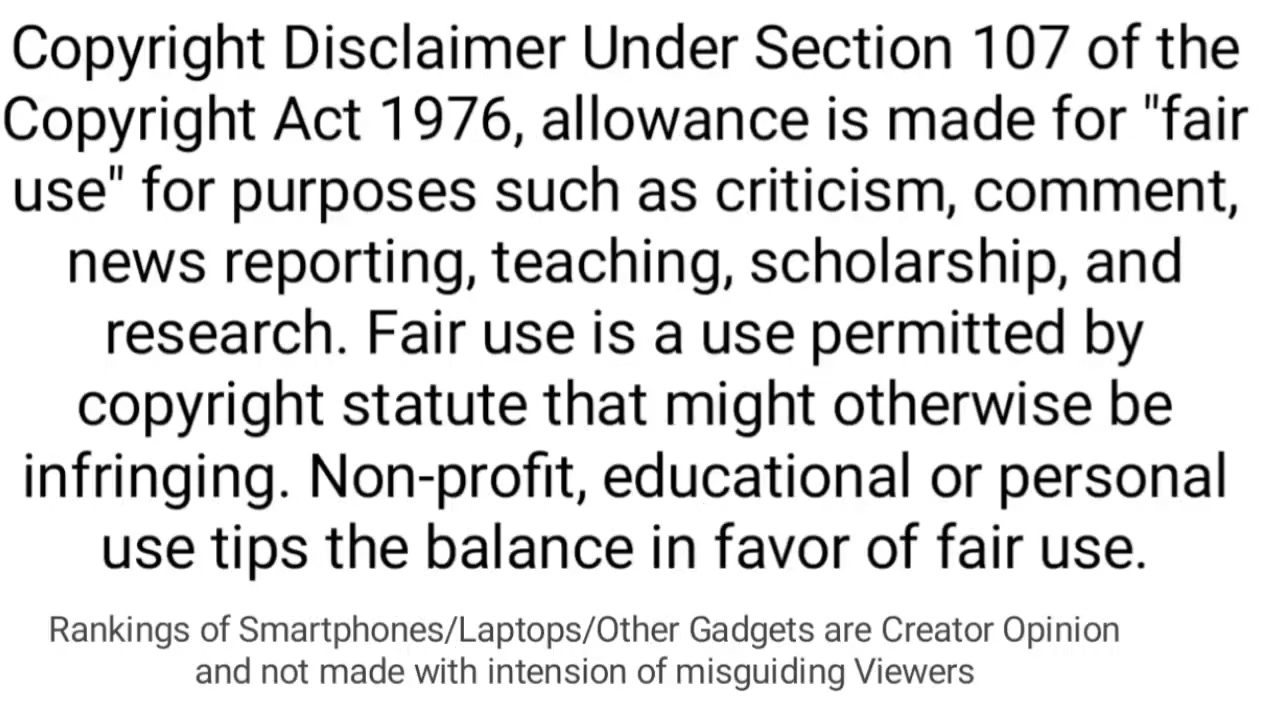 Copyright Disclaimer Under Section 107 of the
Copyright Act 1976, allowance is made for "fair
use" for purposes such as criticism, comment,
news reporting, teaching, scholarship, and
research. Fair use is a use permitted by
copyright statute that might otherwise be
infringing. Non-profit, educational or personal
use tips the balance in favor of fair use.
Rankings of Smartphones/Laptops/Other Gadgets are Creator Opinion
and not made with intension of misguiding Viewers